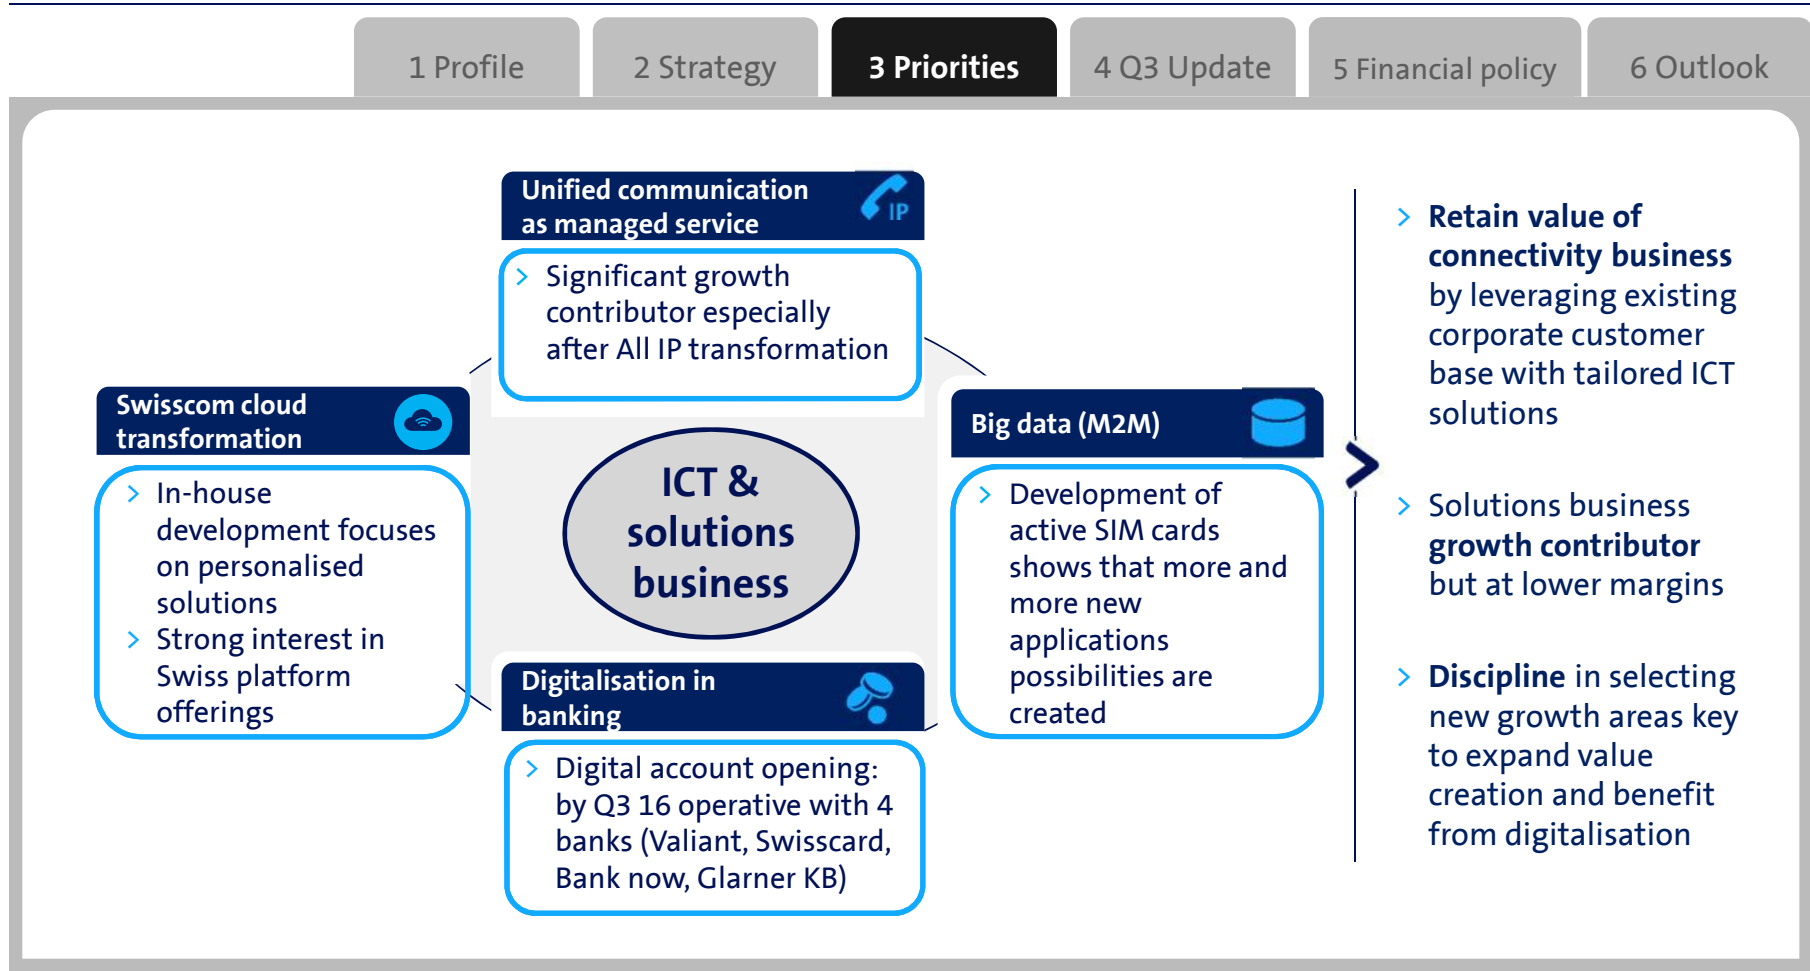 1 Profile
2 Strategy
3 Priorities
4 Q3 Update
5 Financial policy
6 Outlook
Unified communication
as managed service
IP
> Significant growth
contributor especially
after All IP transformation
Swisscom cloud
transformation
> In-house
development focuses
on personalised
solutions
> Strong interest in
Swiss platform
offerings
ICT &
solutions
business
Big data (M2M)
> Development of
active SIM cards
shows that more and
more new
applications
possibilities are
created
Digitalisation in
banking
> Digital account opening:
by Q3 16 operative with 4
banks (Valiant, Swisscard,
Bank now, Glarner KB)
> Retain value of
connectivity business
by leveraging existing
corporate customer
base with tailored ICT
solutions
> Solutions business
growth contributor
but at lower margins
> Discipline in selecting
new growth areas key
to expand value
creation and benefit
from digitalisation